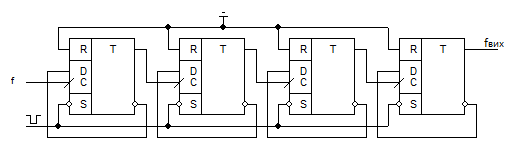 R T R T R T R T fвих
D D D D
f C C C C
S S S S